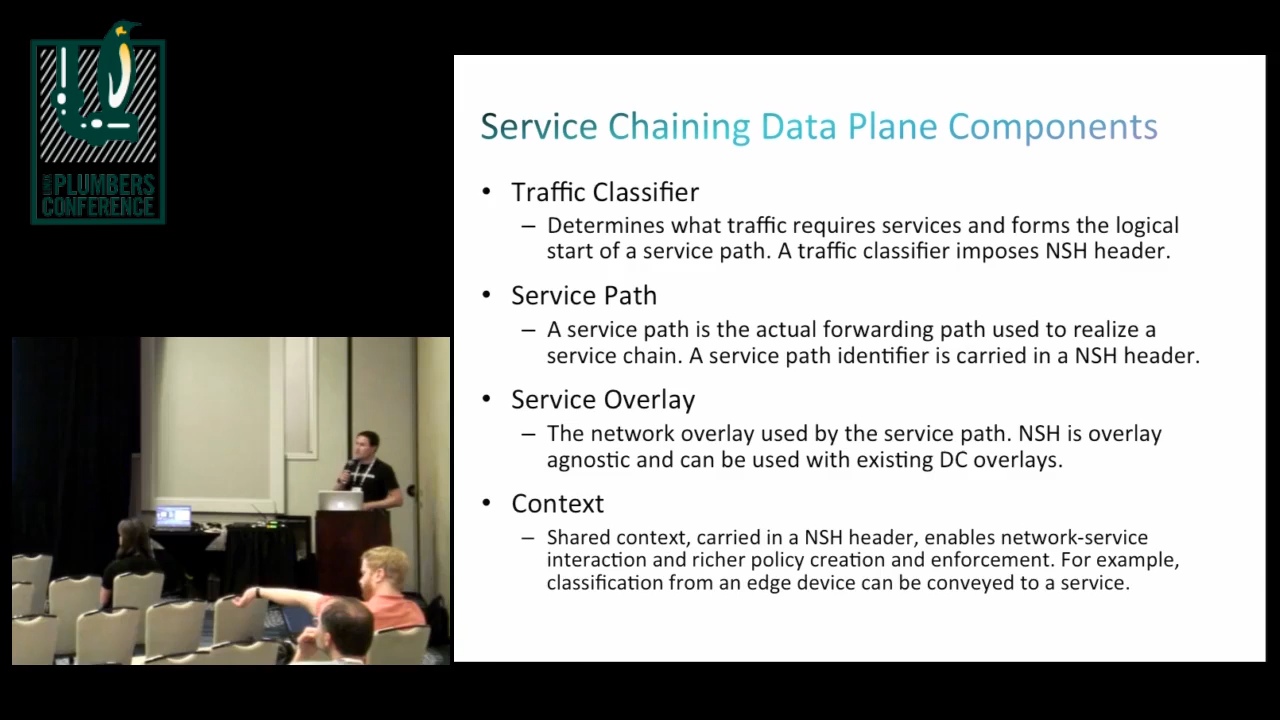 LINUX
PLUMBERS
CONFERENCE
Service Chaining Data Plane Components
• Traffic Classifier
– Determines what traffic requires services and forms the logical
start of a service path. A traffic classifier imposes NSH header.
• Service Path
– A service path is the actual forwarding path used to realize a
service chain. A service path identifier is carried in a NSH header.
• Service Overlay
– The network overlay used by the service path. NSH is overlay
agnostic and can be used with existing DC overlays.
• Context
– Shared context, carried in a NSH header, enables network-service
interaction and richer policy creation and enforcement. For example,
classification from an edge device can be conveyed to a service.